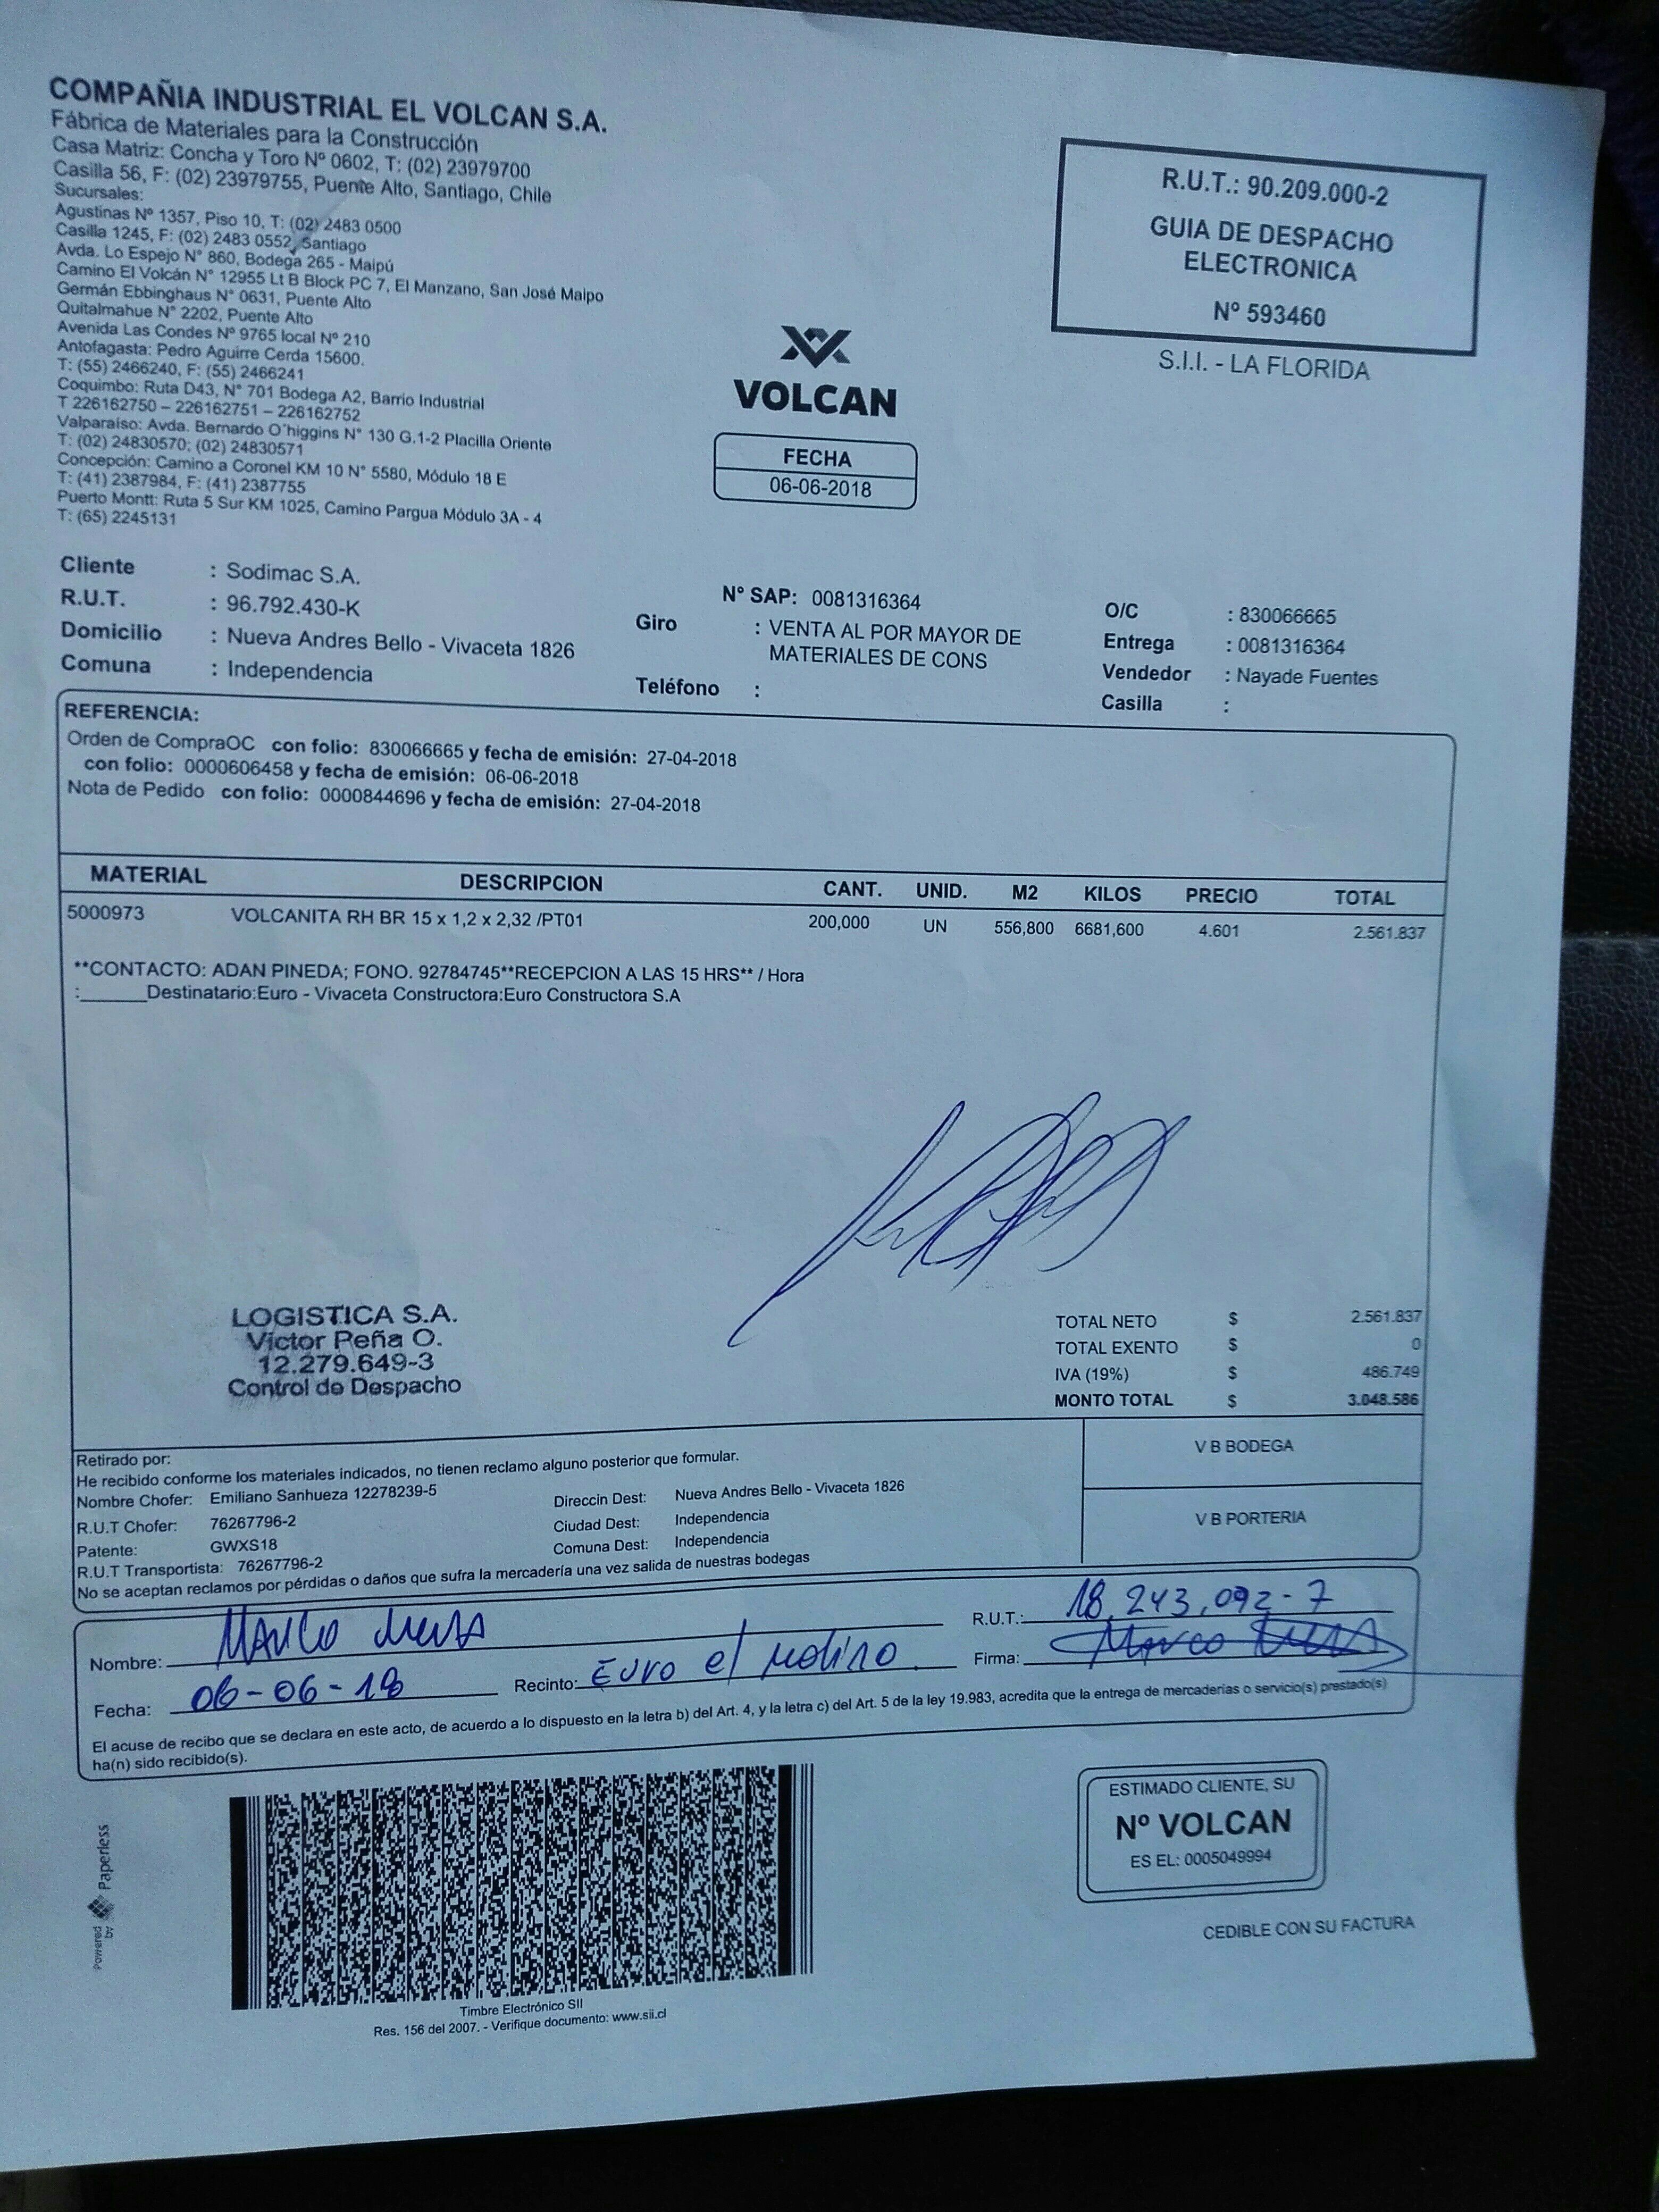 COMPAÑIA INDUSTRIAL EL VOLCAN S.A.
Fábrica de Materiales para la Construcción
Casa Matriz: Concha y Toro Nº 0602, T: (02) 23979700
Casilla 56, F: (02) 23979755, Puente Alto, Santiago, Chile
Sucursales:
Agustinas Nº 1357, Piso 10, T: (02) 2483 0500
Casilla 1245, F: (02) 2483 0552, Santiago
Avda. Lo Espejo N° 860, Bodega 265 - Maipú
Camino El Volcán N° 12955 Lt B Block PC 7, El Manzano, San José Maipo
Germán Ebbinghaus N° 0631, Puente Alto
Quitalmahue N° 2202, Puente Alto
Avenida Las Condes Nº 9765 local Nº 210
Antofagasta: Pedro Aguirre Cerda 15600.
T: (55) 2466240, F: (55) 2466241
Coquimbo: Ruta D43, N° 701 Bodega A2, Barrio Industrial
T 226162750 – 226162751 – 226162752
Valparaíso: Avda. Bernardo O´higgins N° 130 G.1-2 Placilla Oriente
T: (02) 24830570; (02) 24830571
Concepción: Camino a Coronel KM 10 N° 5580, Módulo 18 E
T: (41) 2387984, F: (41) 2387755
Puerto Montt: Ruta 5 Sur KM 1025, Camino Pargua Módulo 3A - 4
T: (65) 2245131
VOLCAN
FECHA
06-06-2018
R.U.T.: 90.209.000-2
GUIA DE DESPACHO
ELECTRONICA
Nº 593460
S.I.I. - LA FLORIDA
Cliente : Sodimac S.A.
R.U.T. : 96.792.430-K
Domicilio : Nueva Andres Bello - Vivaceta 1826
Comuna : Independencia
N° SAP: 0081316364
Giro : VENTA AL POR MAYOR DE
MATERIALES DE CONS
Teléfono :
O/C : 830066665
Entrega : 0081316364
Vendedor : Nayade Fuentes
Casilla :
REFERENCIA:
Orden de CompraOC con folio: 830066665 y fecha de emisión: 27-04-2018
con folio: 0000606458 y fecha de emisión: 06-06-2018
Nota de Pedido con folio: 0000844696 y fecha de emisión: 27-04-2018
MATERIAL DESCRIPCION CANT. UNID. M2 KILOS PRECIO TOTAL
5000973 VOLCANITA RH BR 15 x 1,2 x 2,32 /PT01 200,000 UN 556,800 6681,600 4.601 2.561.837
**CONTACTO: ADAN PINEDA; FONO. 92784745**RECEPCION A LAS 15 HRS** / Hora
:______Destinatario:Euro - Vivaceta Constructora:Euro Constructora S.A
LOGISTICA S.A.
Victor Peña O.
12.279.649-3
Control de Despacho
TOTAL NETO $ 2.561.837
TOTAL EXENTO $ 0
IVA (19%) $ 486.749
MONTO TOTAL $ 3.048.586
Retirado por:
He recibido conforme los materiales indicados, no tienen reclamo alguno posterior que formular.
Nombre Chofer: Emiliano Sanhueza 12278239-5
R.U.T Chofer: 76267796-2
Patente: GWXS18
R.U.T Transportista: 76267796-2
Direccin Dest: Nueva Andres Bello - Vivaceta 1826
Ciudad Dest: Independencia
Comuna Dest: Independencia
No se aceptan reclamos por pérdidas o daños que sufra la mercadería una vez salida de nuestras bodegas
V B BODEGA
V B PORTERIA
Nombre: Marco
R.U.T.: 18.243.092-7
Fecha: 06-06-18
Recinto: Euro el molino
Firma: Marco
El acuse de recibo que se declara en este acto, de acuerdo a lo dispuesto en la letra b) del Art. 4, y la letra c) del Art. 5 de la ley 19.983, acredita que la entrega de mercaderías o servicio(s) prestado(s)
ha(n) sido recibido(s).
Powered by Paperless
Timbre Electrónico SII
Res. 156 del 2007. - Verifique documento: www.sii.cl
ESTIMADO CLIENTE, SU
Nº VOLCAN
ES EL: 0005049994
CEDIBLE CON SU FACTURA